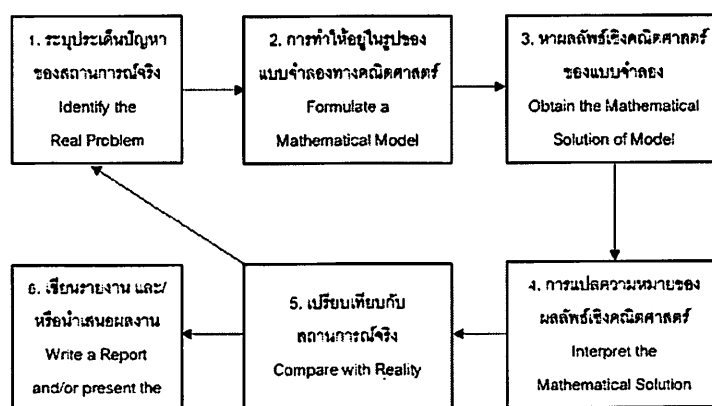 1. ระบุประเด็นปัญหา
ของสถานการณ์จริง
Identify the
Real Problem
2. การทำให้อยู่ในรูปของ
แบบจำลองทางคณิตศาสตร์
Formulate a
Mathematical Model
3. หาผลลัพธ์เชิงคณิตศาสตร์
ของแบบจำลอง
Obtain the Mathematical
Solution of Model
4. การแปลความหมายของ
ผลลัพธ์เชิงคณิตศาสตร์
Interpret the
Mathematical Solution
5. เปรียบเทียบกับ
สถานการณ์จริง
Compare with Reality
6. เขียนรายงาน และ/
หรือนำเสนอผลงาน
Write a Report
and/or present the